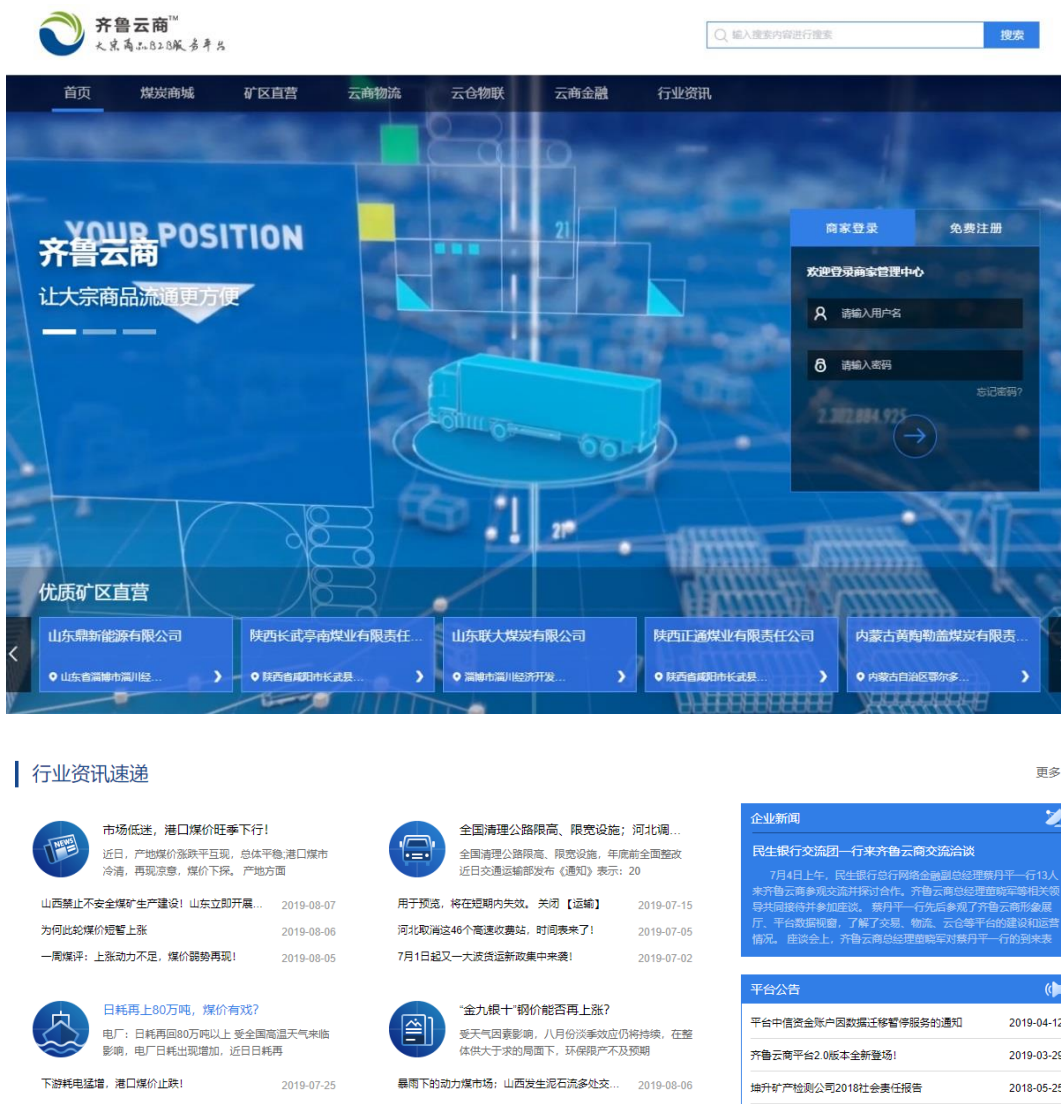 齐鲁云商™
大宗商品B2B服务平台
输入搜索内容进行搜索
搜索
首页 煤炭商城 矿区直营 云商物流 云仓物联 云商金融 行业资讯
YOUR POSITION
21
齐鲁云商
让大宗商品流通更方便
商家登录 免费注册
欢迎登录商家管理中心
请输入用户名
请输入密码
忘记密码?
2.302.884.925
21
优质矿区直营
山东鼎新能源有限公司 陕西长武亭南煤业有限责任... 山东联大煤炭有限公司 陕西正通煤业有限责任公司 内蒙古黄陶勒盖煤炭有限责...
山东省淄博市淄川经... 陕西省咸阳市长武县... 淄博市淄川经济开发... 陕西省咸阳市长武县... 内蒙古自治区鄂尔多...
行业资讯速递
更多
NEWS
市场低迷，港口煤价旺季下行！
近日，产地煤价涨跌平互现，总体平稳;港口煤市
冷清，再现凉意，煤价下探。 产地方面
山西禁止不安全煤矿生产建设！山东立即开展... 2019-08-07
为何此轮煤价短暂上涨 2019-08-06
一周煤评：上涨动力不足，煤价弱势再现！ 2019-08-05
全国清理公路限高、限宽设施；河北调...
全国清理公路限高、限宽设施，年底前全面整改
近日交通运输部发布《通知》表示：20
用于预览，将在短期内失效。 关闭 【运输】 2019-07-15
河北取消这46个高速收费站，时间表来了！ 2019-07-05
7月1日起又一大波货运新政集中来袭！ 2019-07-02
企业新闻
民生银行交流团一行来齐鲁云商交流洽谈
7月4日上午，民生银行总行网络金融副总经理蔡丹平一行13人
来齐鲁云商参观交流并探讨合作。齐鲁云商总经理董晓军等相关领
导共同接待并参加座谈。 蔡丹平一行先后参观了齐鲁云商形象展
厅、平台数据视窗，了解了交易、物流、云仓等平台的建设和运营
情况。 座谈会上，齐鲁云商总经理董晓军对蔡丹平一行的到来表
日耗再上80万吨，煤价有戏？
电厂：日耗再回80万吨以上 受全国高温天气来临
影响，电厂日耗出现增加，近日日耗再
下游耗电猛增，港口煤价止跌！ 2019-07-25
“金九银十”钢价能否再上涨？
受天气因素影响，八月份淡季效应仍将持续，在整
体供大于求的局面下，环保限产不及预期
暴雨下的动力煤市场；山西发生泥石流多处交... 2019-08-06
平台公告
平台中信资金账户因数据迁移暂停服务的通知 2019-04-12
齐鲁云商平台2.0版本全新登场！ 2019-03-29
坤升矿产检测公司2018社会责任报告 2018-05-25